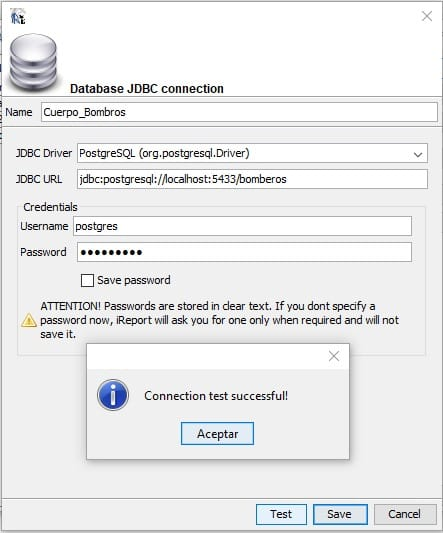 Database JDBC connection
Name Cuerpo_Bombros
JDBC Driver PostgreSQL (org.postgresql.Driver)
JDBC URL jdbc:postgresql://localhost:5433/bomberos
Credentials
Username postgres
Password •••••••••
Save password
ATTENTION! Passwords are stored in clear text. If you dont specify a
password now, iReport will ask you for one only when required and will not
save it.
Connection test successful!
Aceptar
Test Save Cancel